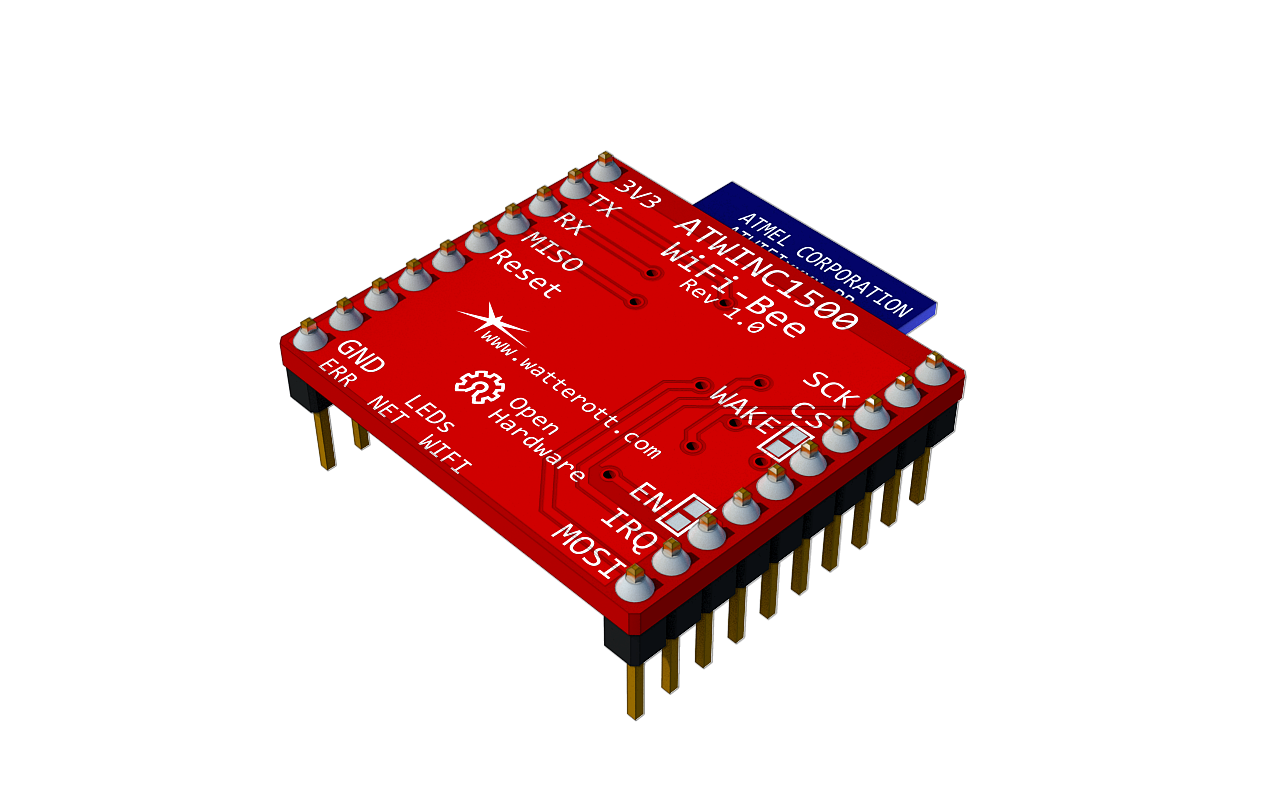 3V3
TX
RX
MISO
Reset
ATMEL CORPORATION
ATWINC1500
WiFi-Bee
Rev 1.0
www.watterott.com
Open
Hardware
GND
ERR
NET
LEDS
WIFI
SCK
CS
WAKE
EN
IRQ
MOSI